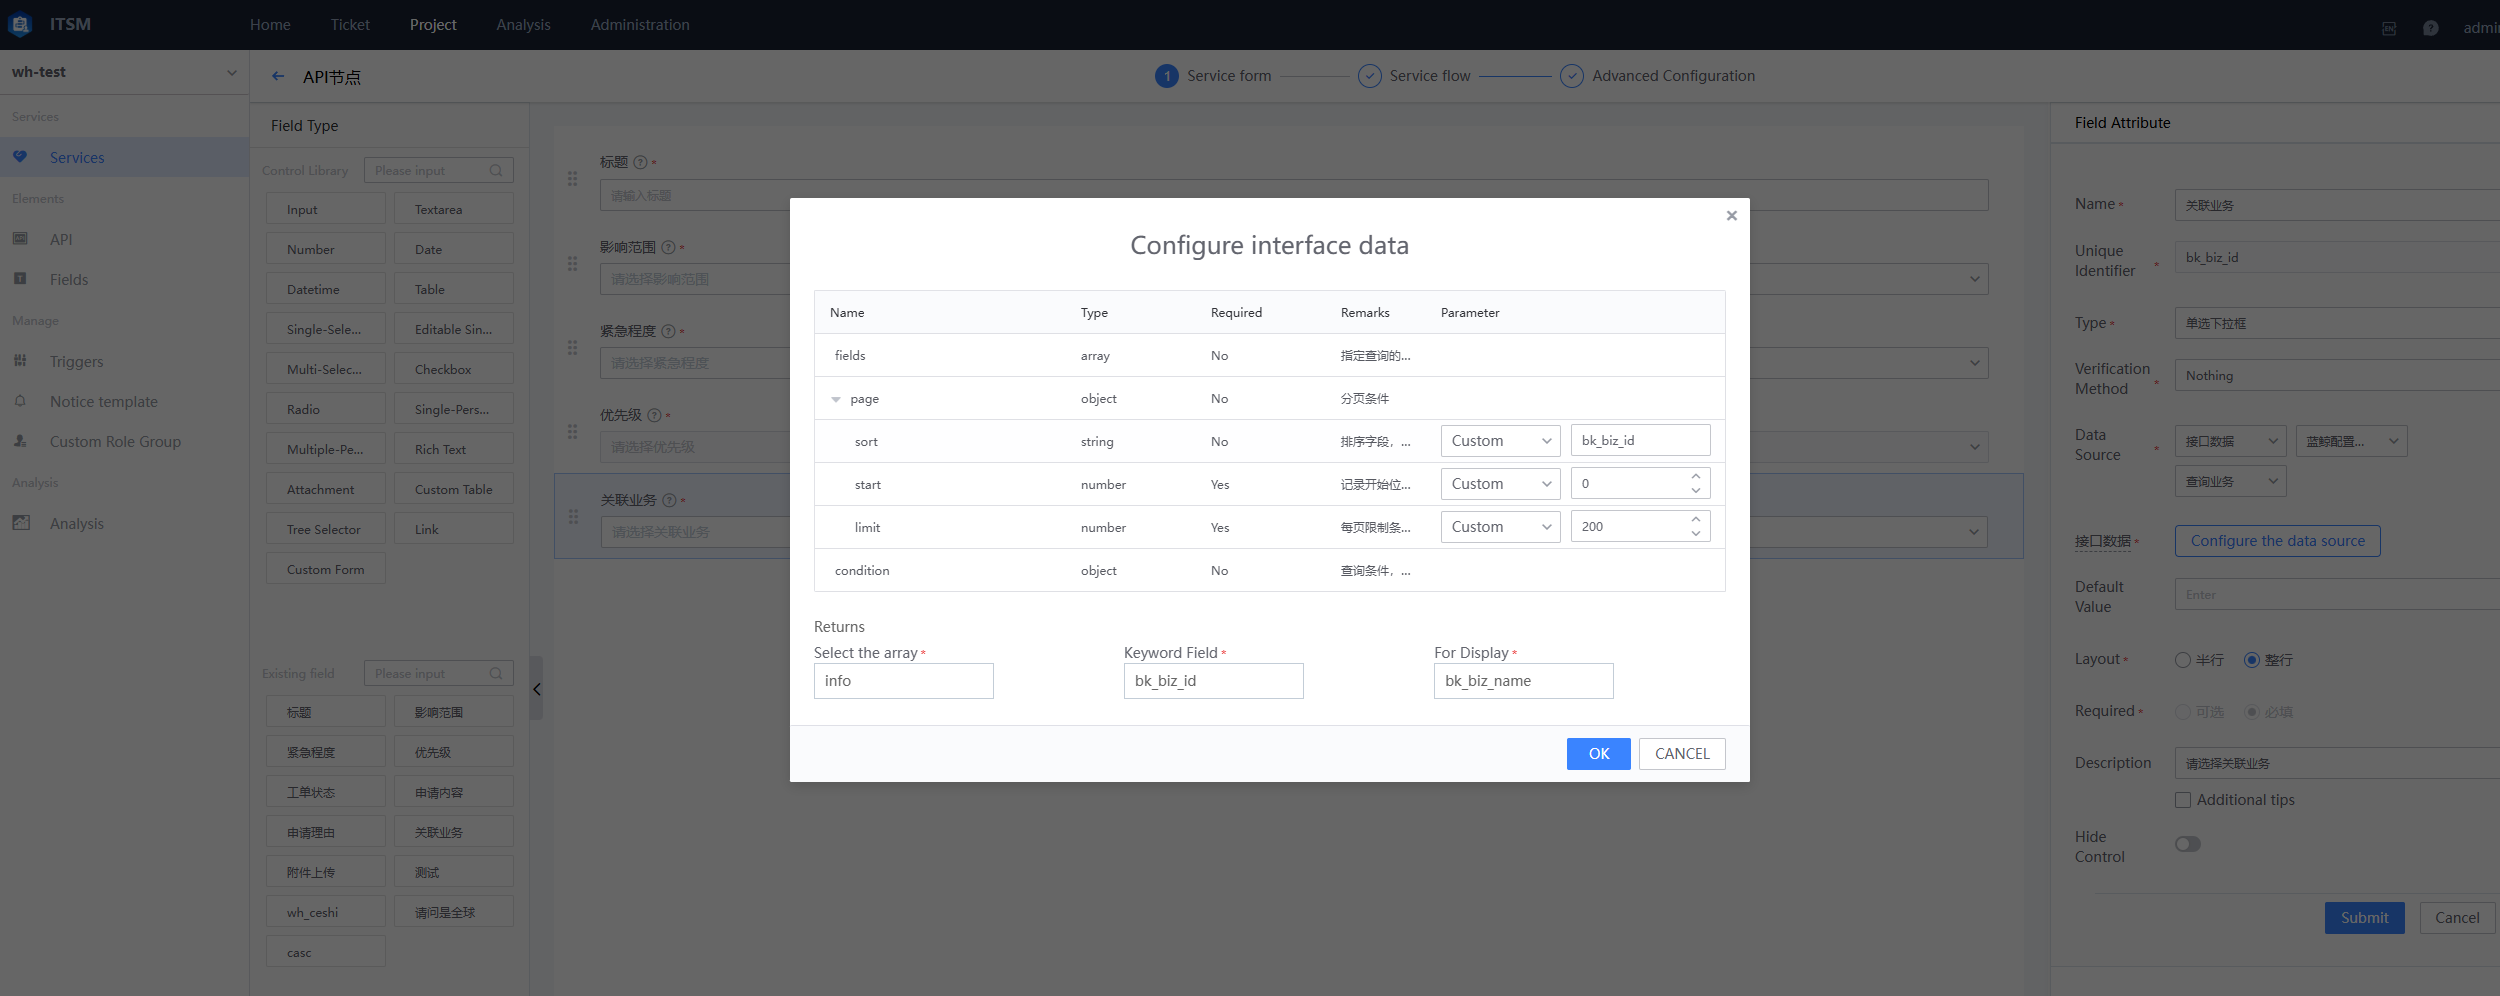 ITSM
Home
Ticket
Project
Analysis
Administration
wh-test
API节点
1
Service form
Service flow
Advanced Configuration
Services
Services
Elements
API
Fields
Manage
Triggers
Notice template
Custom Role Group
Analysis
Analysis
Field Type
Control Library
Please input
Input
Textarea
Number
Date
Datetime
Table
Single-Sele...
Editable Sin...
Multi-Selec...
Checkbox
Radio
Single-Pers...
Multiple-Pe...
Rich Text
Attachment
Custom Table
Tree Selector
Link
Custom Form
Existing field
Please input
标题
影响范围
紧急程度
优先级
工单状态
申请内容
申请理由
关联业务
附件上传
测试
wh_ceshi
请问是全球
casc
标题 *
请输入标题
影响范围 *
请选择影响范围
紧急程度 *
请选择紧急程度
优先级 *
请选择优先级
关联业务 *
请选择关联业务
Configure interface data
Name Type Required Remarks Parameter
fields array No 指定查询的...
page object No 分页条件
sort string No 排序字段，... Custom bk_biz_id
start number Yes 记录开始位... Custom 0
limit number Yes 每页限制条... Custom 200
condition object No 查询条件，...
Returns
Select the array *
info
Keyword Field *
bk_biz_id
For Display *
bk_biz_name
OK
CANCEL
Field Attribute
Name *
关联业务
Unique Identifier *
bk_biz_id
Type *
单选下拉框
Verification Method *
Nothing
Data Source *
接口数据
蓝鲸配置...
查询业务
接口数据 *
Configure the data source
Default Value
Enter
Layout *
半行
整行
Required *
可选
必填
Description
请选择关联业务
Additional tips
Hide Control
Submit
Cancel